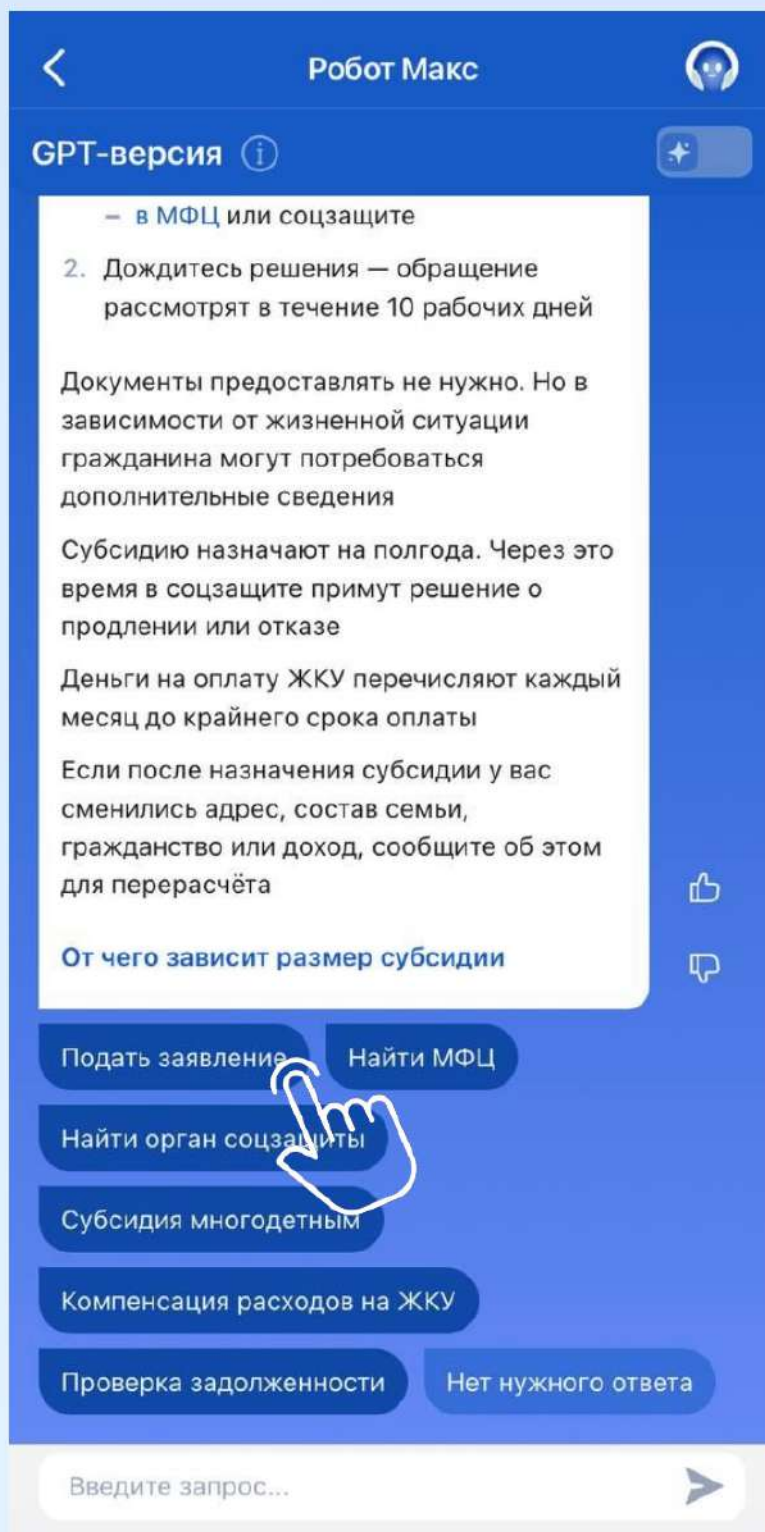 Робот Макс
GPT-версия
– в МФЦ или соцзащите
2. Дождитесь решения — обращение
рассмотрят в течение 10 рабочих дней
Документы предоставлять не нужно. Но в
зависимости от жизненной ситуации
гражданина могут потребоваться
дополнительные сведения
Субсидию назначают на полгода. Через это
время в соцзащите примут решение о
продлении или отказе
Деньги на оплату ЖКУ перечисляют каждый
месяц до крайнего срока оплаты
Если после назначения субсидии у вас
сменились адрес, состав семьи,
гражданство или доход, сообщите об этом
для перерасчёта
От чего зависит размер субсидии
Подать заявление Найти МФЦ
Найти орган соцзащиты
Субсидия многодетным
Компенсация расходов на ЖКУ
Проверка задолженности Нет нужного ответа
Введите запрос...